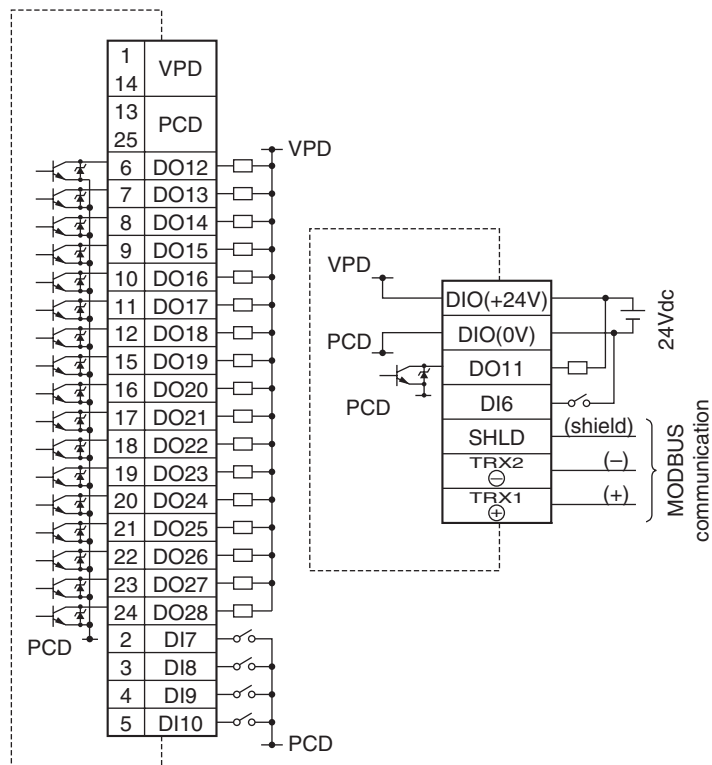 1
14 VPD
13
25 PCD
VPD
6 DO12
7 DO13
8 DO14
9 DO15
10 DO16
11 DO17
12 DO18
15 DO19
16 DO20
17 DO21
18 DO22
19 DO23
20 DO24
21 DO25
22 DO26
23 DO27
24 DO28
PCD
2 DI7
3 DI8
4 DI9
5 DI10
PCD
VPD
DIO(+24V)
24Vdc
PCD
DIO(0V)
DO11
PCD
DI6
SHLD (shield)
TRX2 (−)
⊖
TRX1 (+)
⊕
MODBUS
communication